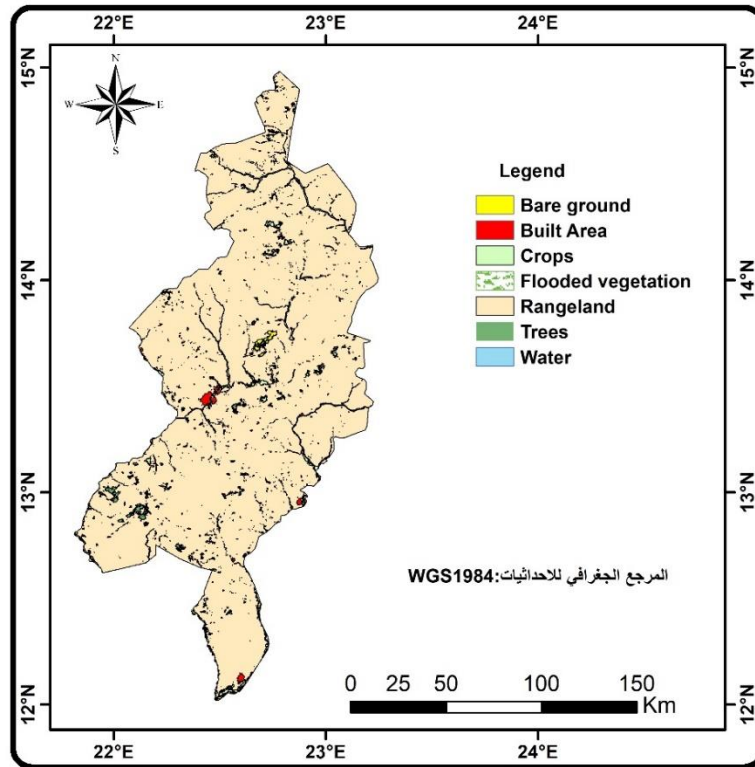 22°E 23°E 24°E
15°N 15°N
N
W E
S
Legend
Bare ground
Built Area
Crops
Flooded vegetation
Rangeland
Trees
Water
14°N 14°N
13°N 13°N
المرجع الجغرافي للاحداثيات:WGS1984
12°N 12°N
0 25 50 100 150
Km
22°E 23°E 24°E